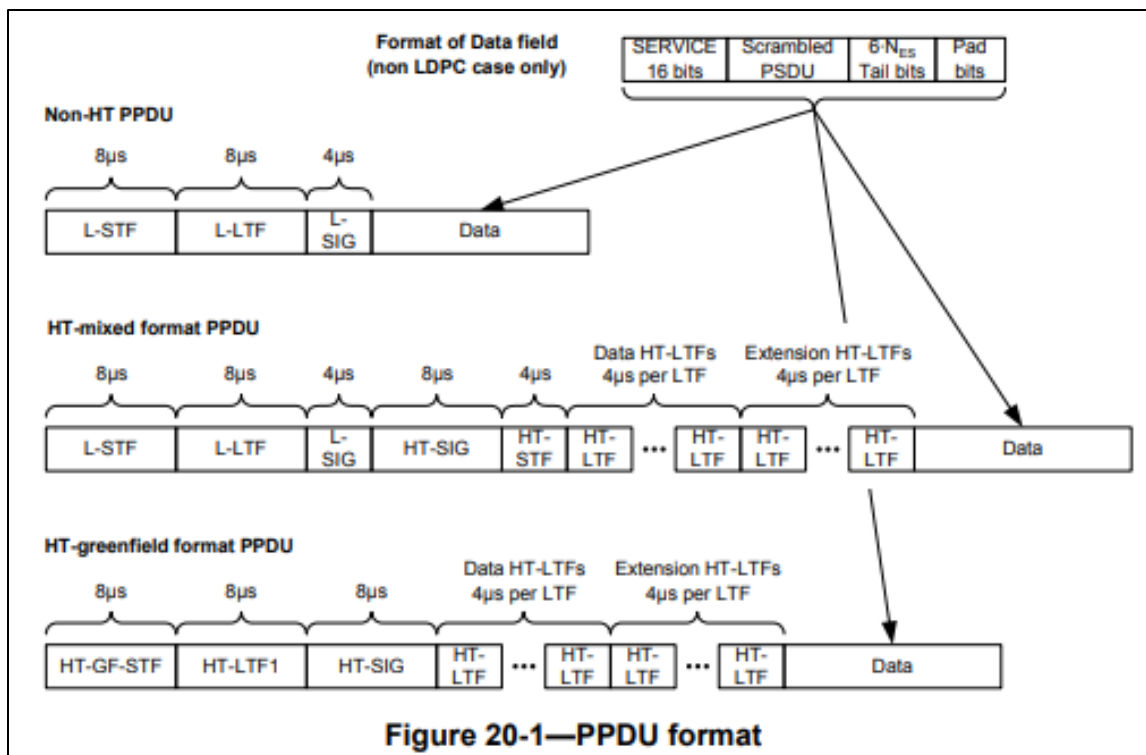 Format of Data field
(non LDPC case only)
SERVICE
16 bits
Scrambled
PSDU
6·NES
Tail bits
Pad
bits
Non-HT PPDU
8µs
8µs
4µs
L-STF
L-LTF
L-
SIG
Data
HT-mixed format PPDU
Data HT-LTFs
4µs per LTF
Extension HT-LTFs
4µs per LTF
8µs
8µs
4µs
8µs
4µs
L-STF
L-LTF
L-
SIG
HT-SIG
HT-
STF
HT-
LTF
•••
HT-
LTF
HT-
LTF
•••
HT-
LTF
Data
HT-greenfield format PPDU
Data HT-LTFs
4µs per LTF
Extension HT-LTFs
4µs per LTF
8µs
8µs
8µs
HT-GF-STF
HT-LTF1
HT-SIG
HT-
LTF
•••
HT-
LTF
HT-
LTF
•••
HT-
LTF
Data
Figure 20-1—PPDU format